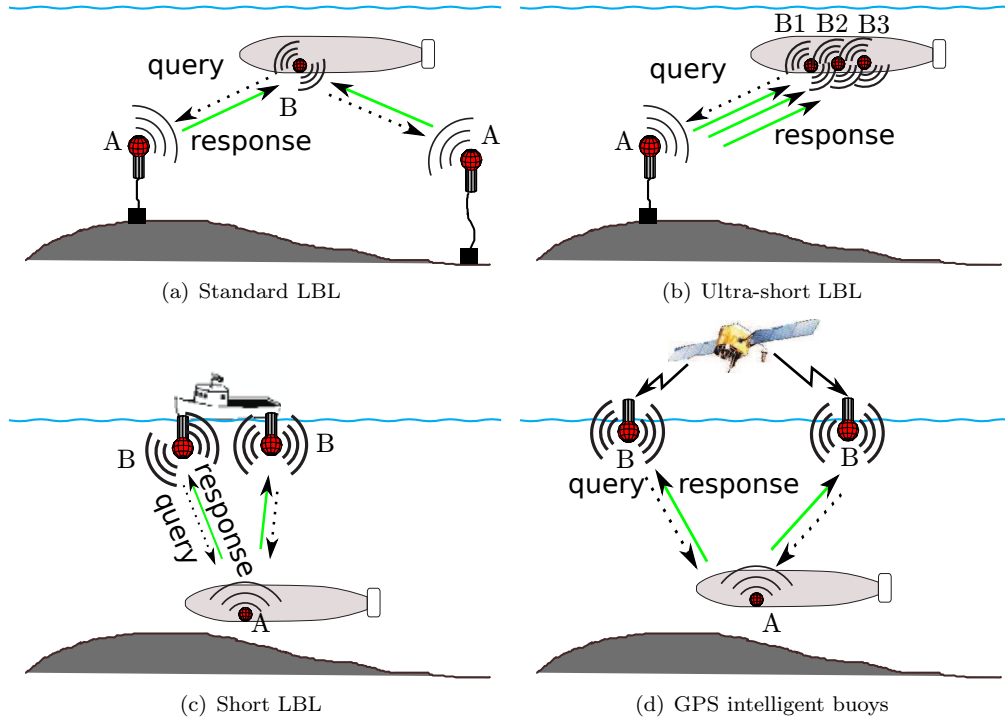 query
B
A
response
A
(a) Standard LBL
B1 B2 B3
query
A
response
(b) Ultra-short LBL
B
B
response
query
A
(c) Short LBL
B
B
query
response
A
(d) GPS intelligent buoys